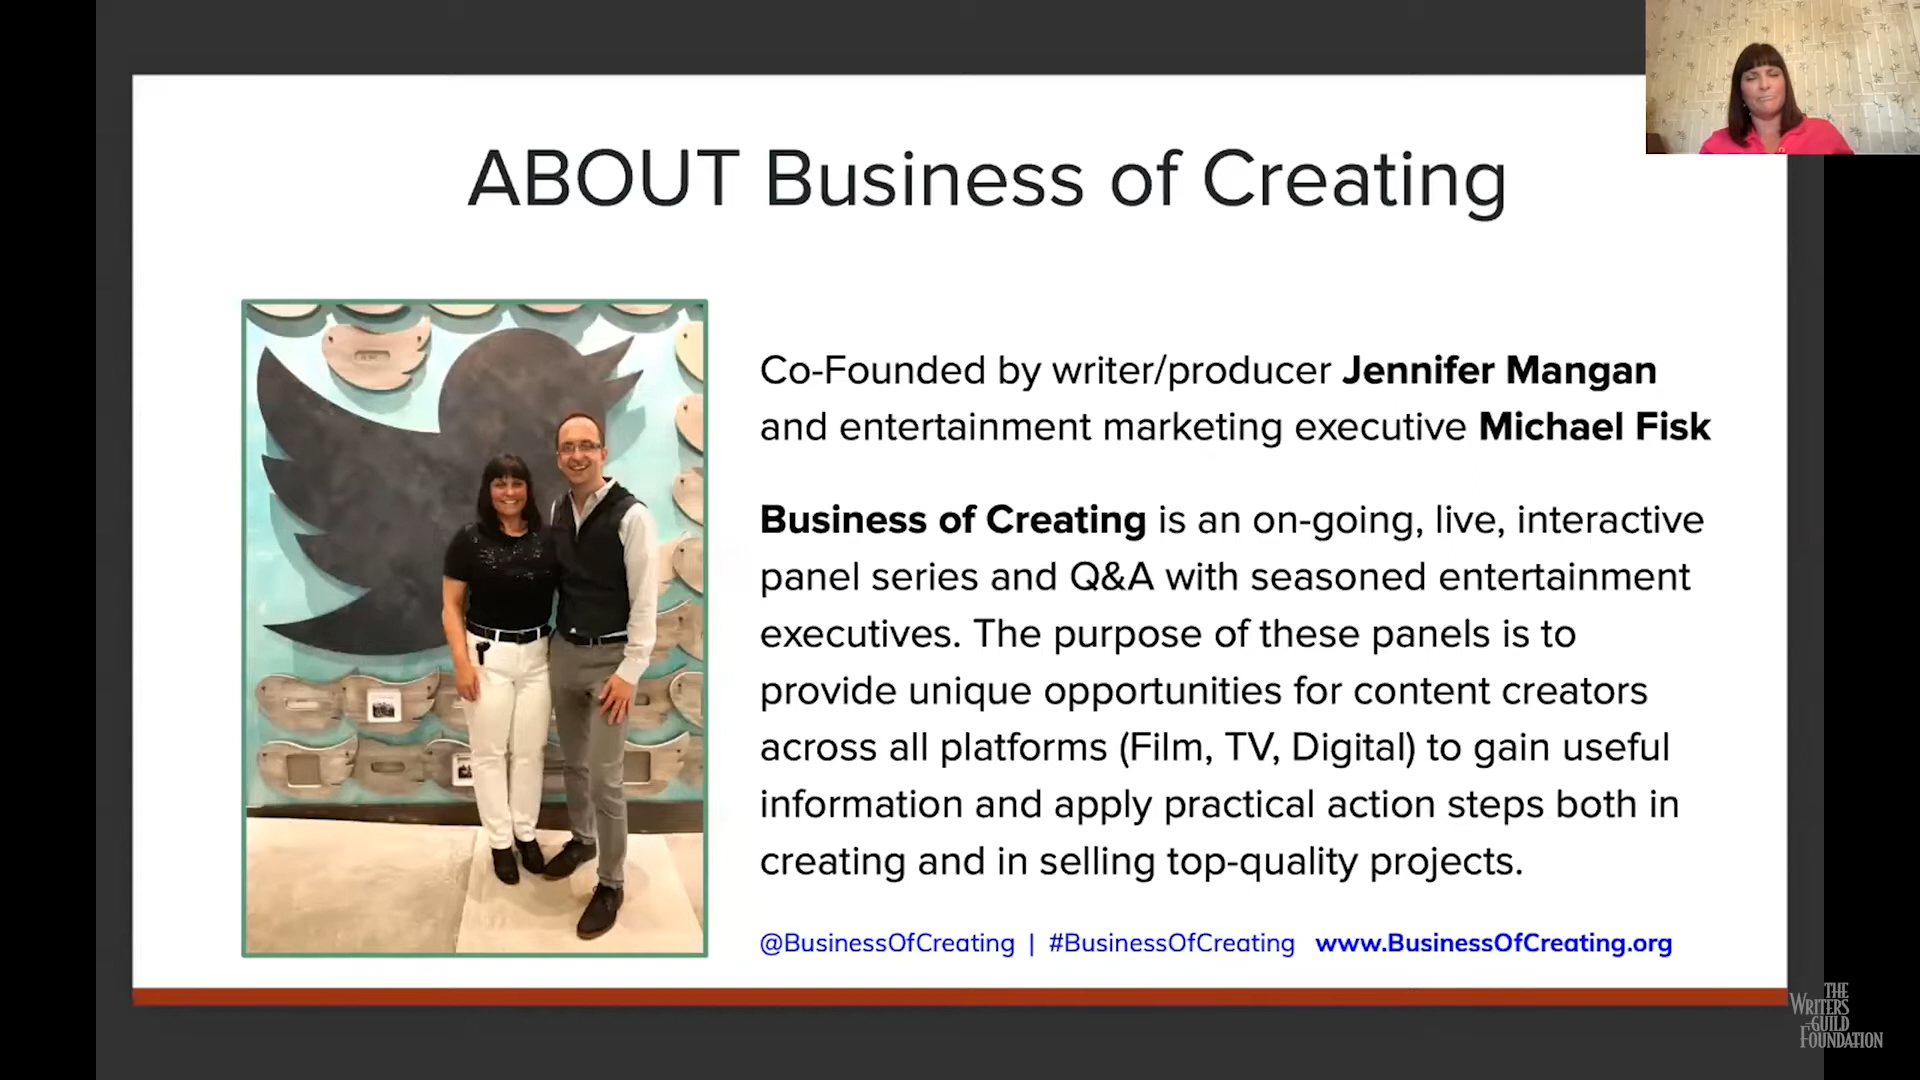 ABOUT Business of Creating
Co-Founded by writer/producer Jennifer Mangan
and entertainment marketing executive Michael Fisk
Business of Creating is an on-going, live, interactive
panel series and Q&A with seasoned entertainment
executives. The purpose of these panels is to
provide unique opportunities for content creators
across all platforms (Film, TV, Digital) to gain useful
information and apply practical action steps both in
creating and in selling top-quality projects.
@BusinessOfCreating | #BusinessOfCreating www.BusinessOfCreating.org
THE
WRITERS
GUILD
FOUNDATION